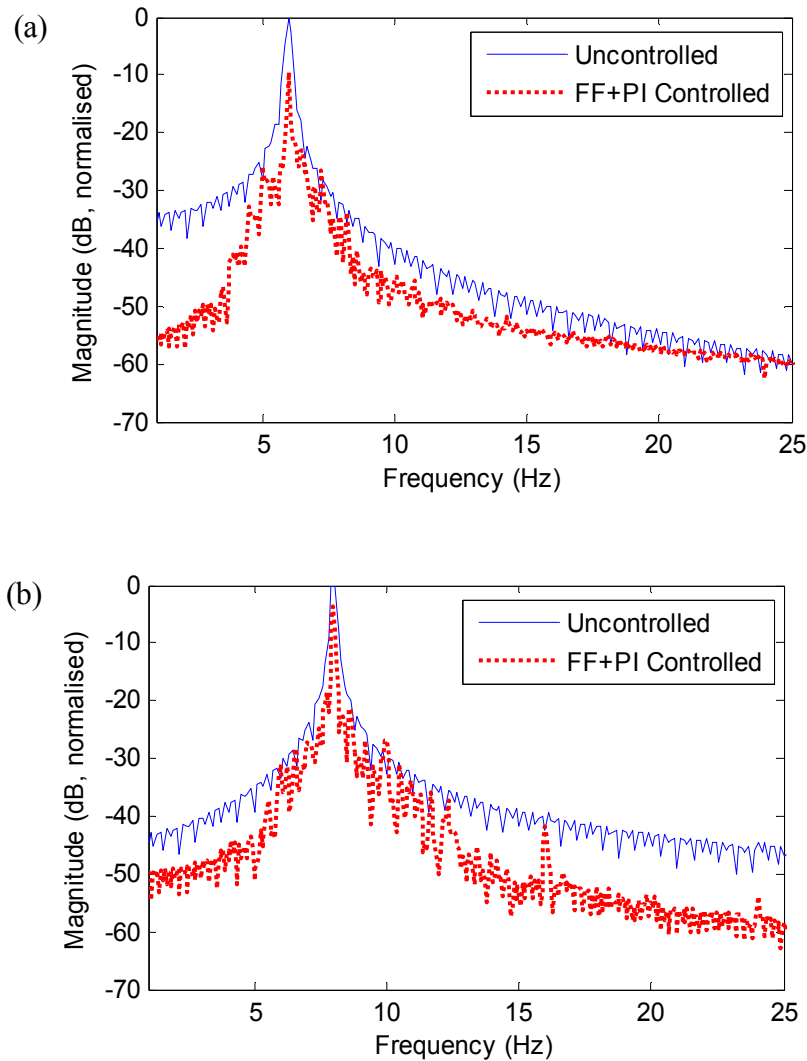 (a)
Magnitude (dB, normalised)
0
-10
-20
-30
-40
-50
-60
-70
Uncontrolled
FF+PI Controlled
5 10 15 20 25
Frequency (Hz)
(b)
Magnitude (dB, normalised)
0
-10
-20
-30
-40
-50
-60
-70
Uncontrolled
FF+PI Controlled
5 10 15 20 25
Frequency (Hz)